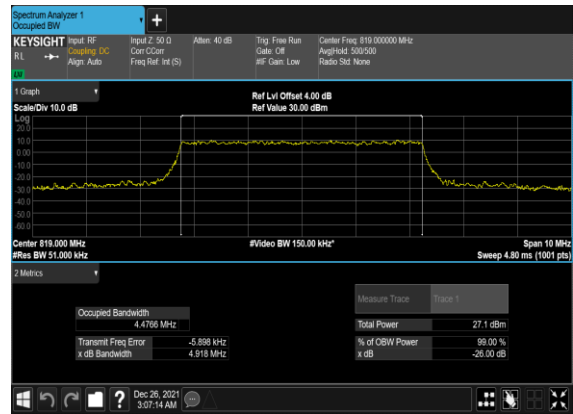 Spectrum Analyzer 1
Occupied BW
+
KEYSIGHT Input: RF Input Z: 50 Ω Atten: 40 dB Trig: Free Run Center Freq: 819.000000 MHz
RL Coupling: DC Corr CCorr Gate: Off Avg|Hold: 500/500
Align: Auto Freq Ref: Int (S) #IF Gain: Low Radio Std: None
LW
1 Graph
Scale/Div 10.0 dB
Ref Lvl Offset 4.00 dB
Ref Value 30.00 dBm
Log
20.0
10.0
0.00
-10.0
-20.0
-30.0
-40.0
-50.0
-60.0
Center 819.000 MHz #Video BW 150.00 kHz* Span 10 MHz
#Res BW 51.000 kHz Sweep 4.80 ms (1001 pts)
2 Metrics
Measure Trace Trace 1
Occupied Bandwidth
4.4766 MHz
Total Power 27.1 dBm
Transmit Freq Error -5.898 kHz
% of OBW Power 99.00 %
x dB Bandwidth 4.918 MHz
x dB -26.00 dB
?
Dec 26, 2021
3:07:14 AM